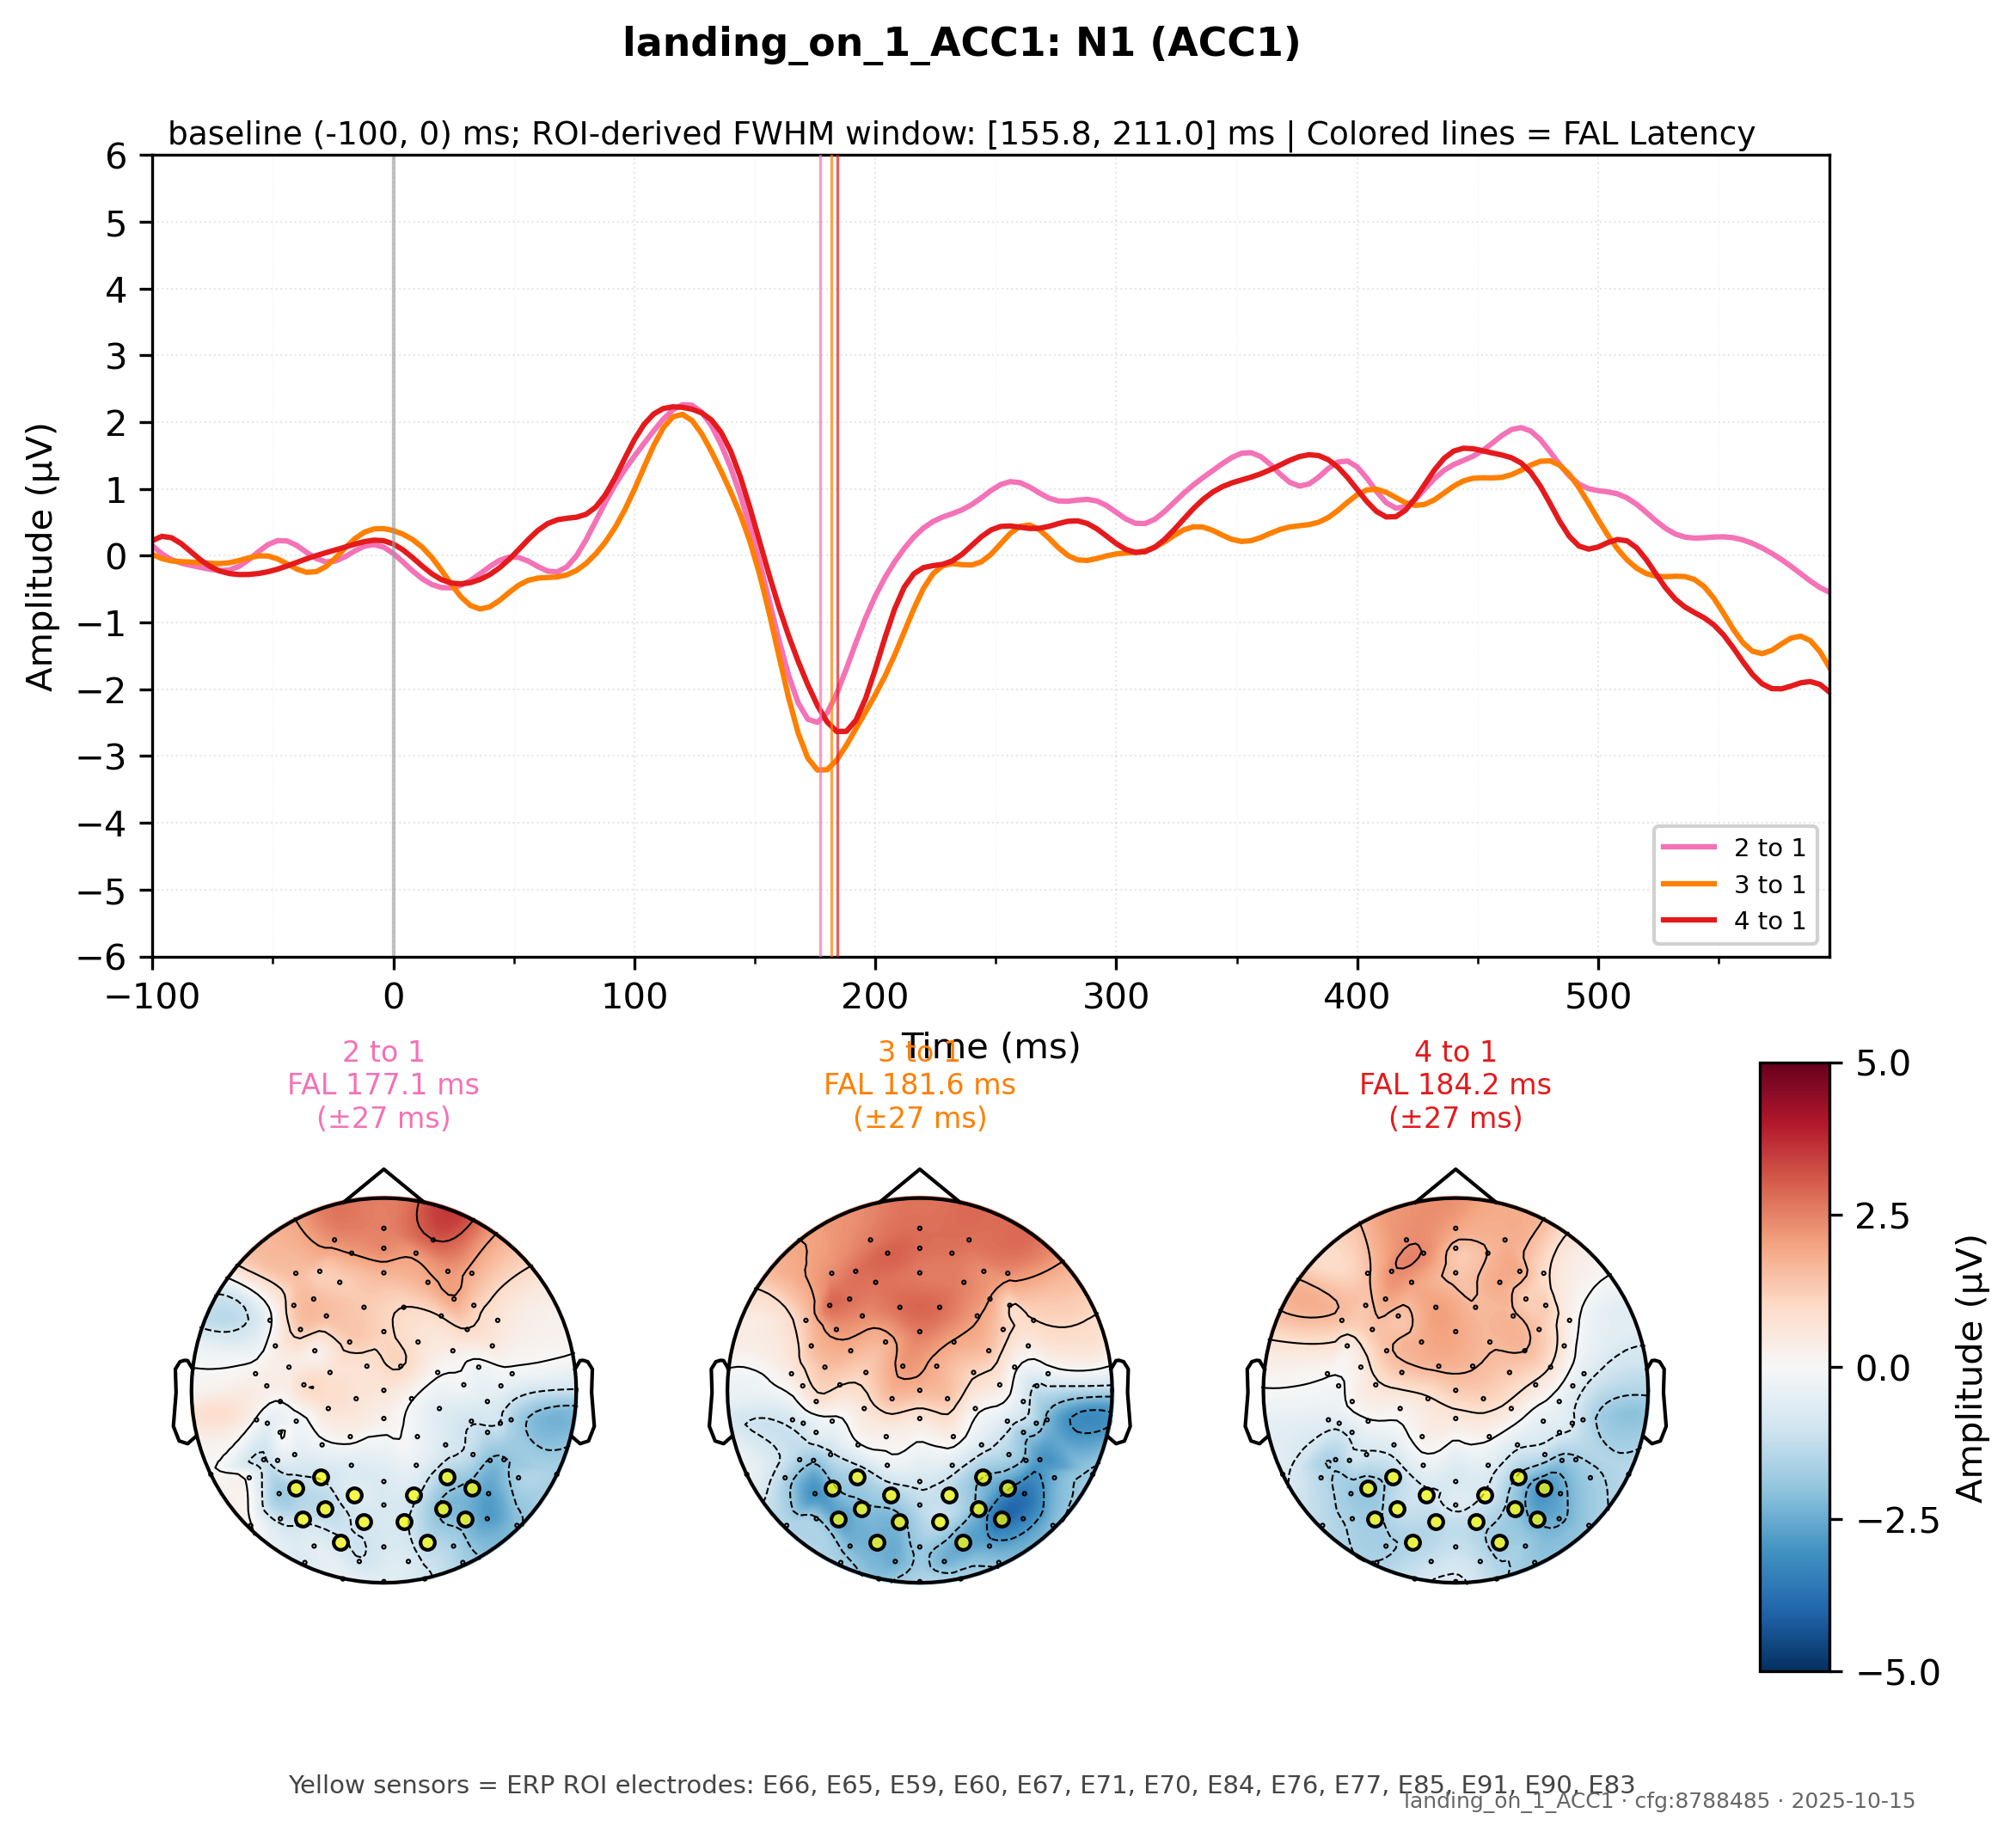 landing_on_1_ACC1: N1 (ACC1)
baseline (-100, 0) ms; ROI-derived FWHM window: [155.8, 211.0] ms | Colored lines = FAL Latency
6
5
4
3
2
1
0
−1
−2
−3
−4
−5
−6
Amplitude (µV)
2 to 1
3 to 1
4 to 1
−100 0 100 200 300 400 500
Time (ms)
2 to 1
FAL 177.1 ms
(±27 ms)
3 to 1
FAL 181.6 ms
(±27 ms)
4 to 1
FAL 184.2 ms
(±27 ms)
5.0
2.5
0.0
−2.5
−5.0
Amplitude (µV)
Yellow sensors = ERP ROI electrodes: E66, E65, E59, E60, E67, E71, E70, E84, E76, E77, E85, E91, E90, E83
landing_on_1_ACC1 · cfg:8788485 · 2025-10-15